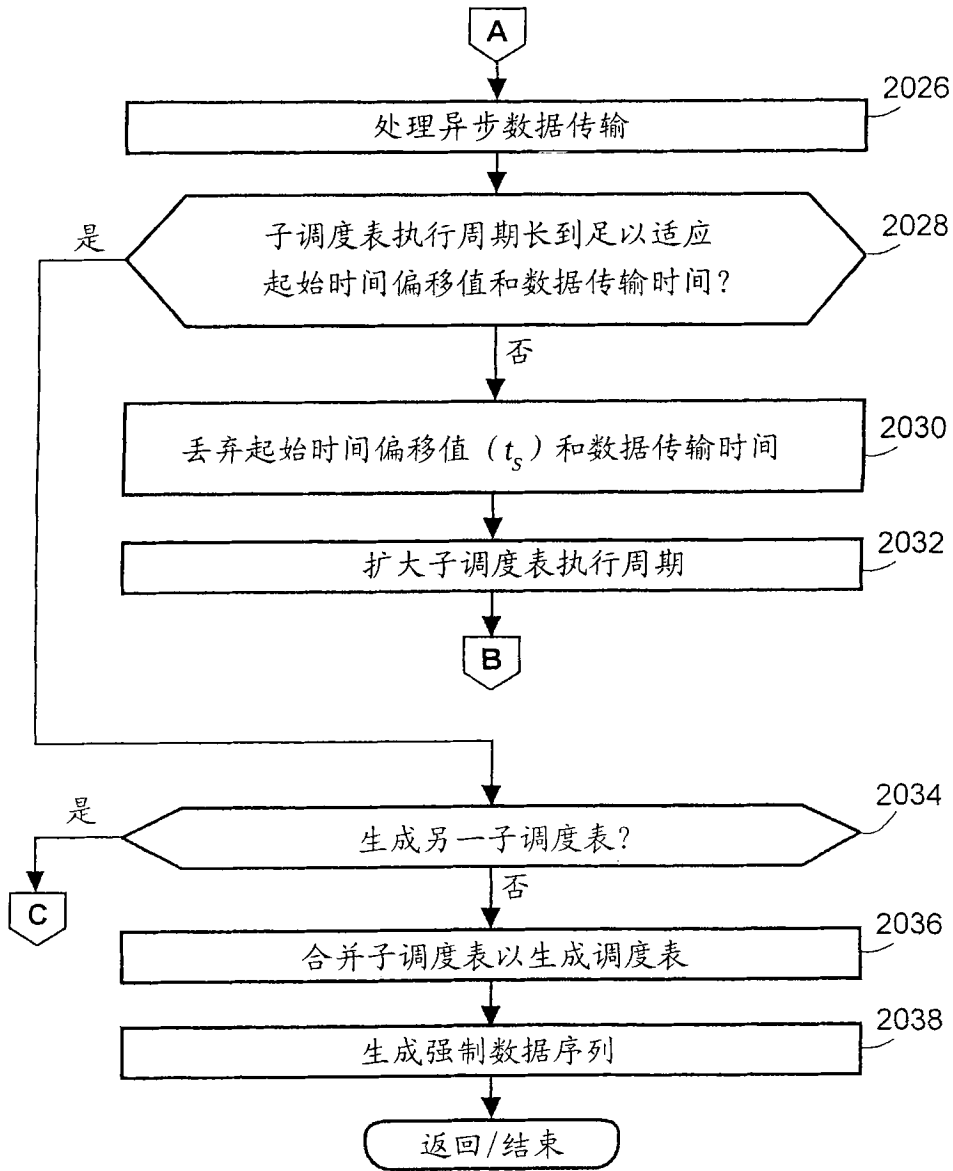 A
2026
处理异步数据传输
是
子调度表执行周期长到足以适应
起始时间偏移值和数据传输时间?
2028
否
丢弃起始时间偏移值(ts)和数据传输时间
2030
扩大子调度表执行周期
2032
B
是
生成另一子调度表?
2034
C
否
合并子调度表以生成调度表
2036
生成强制数据序列
2038
返回/结束